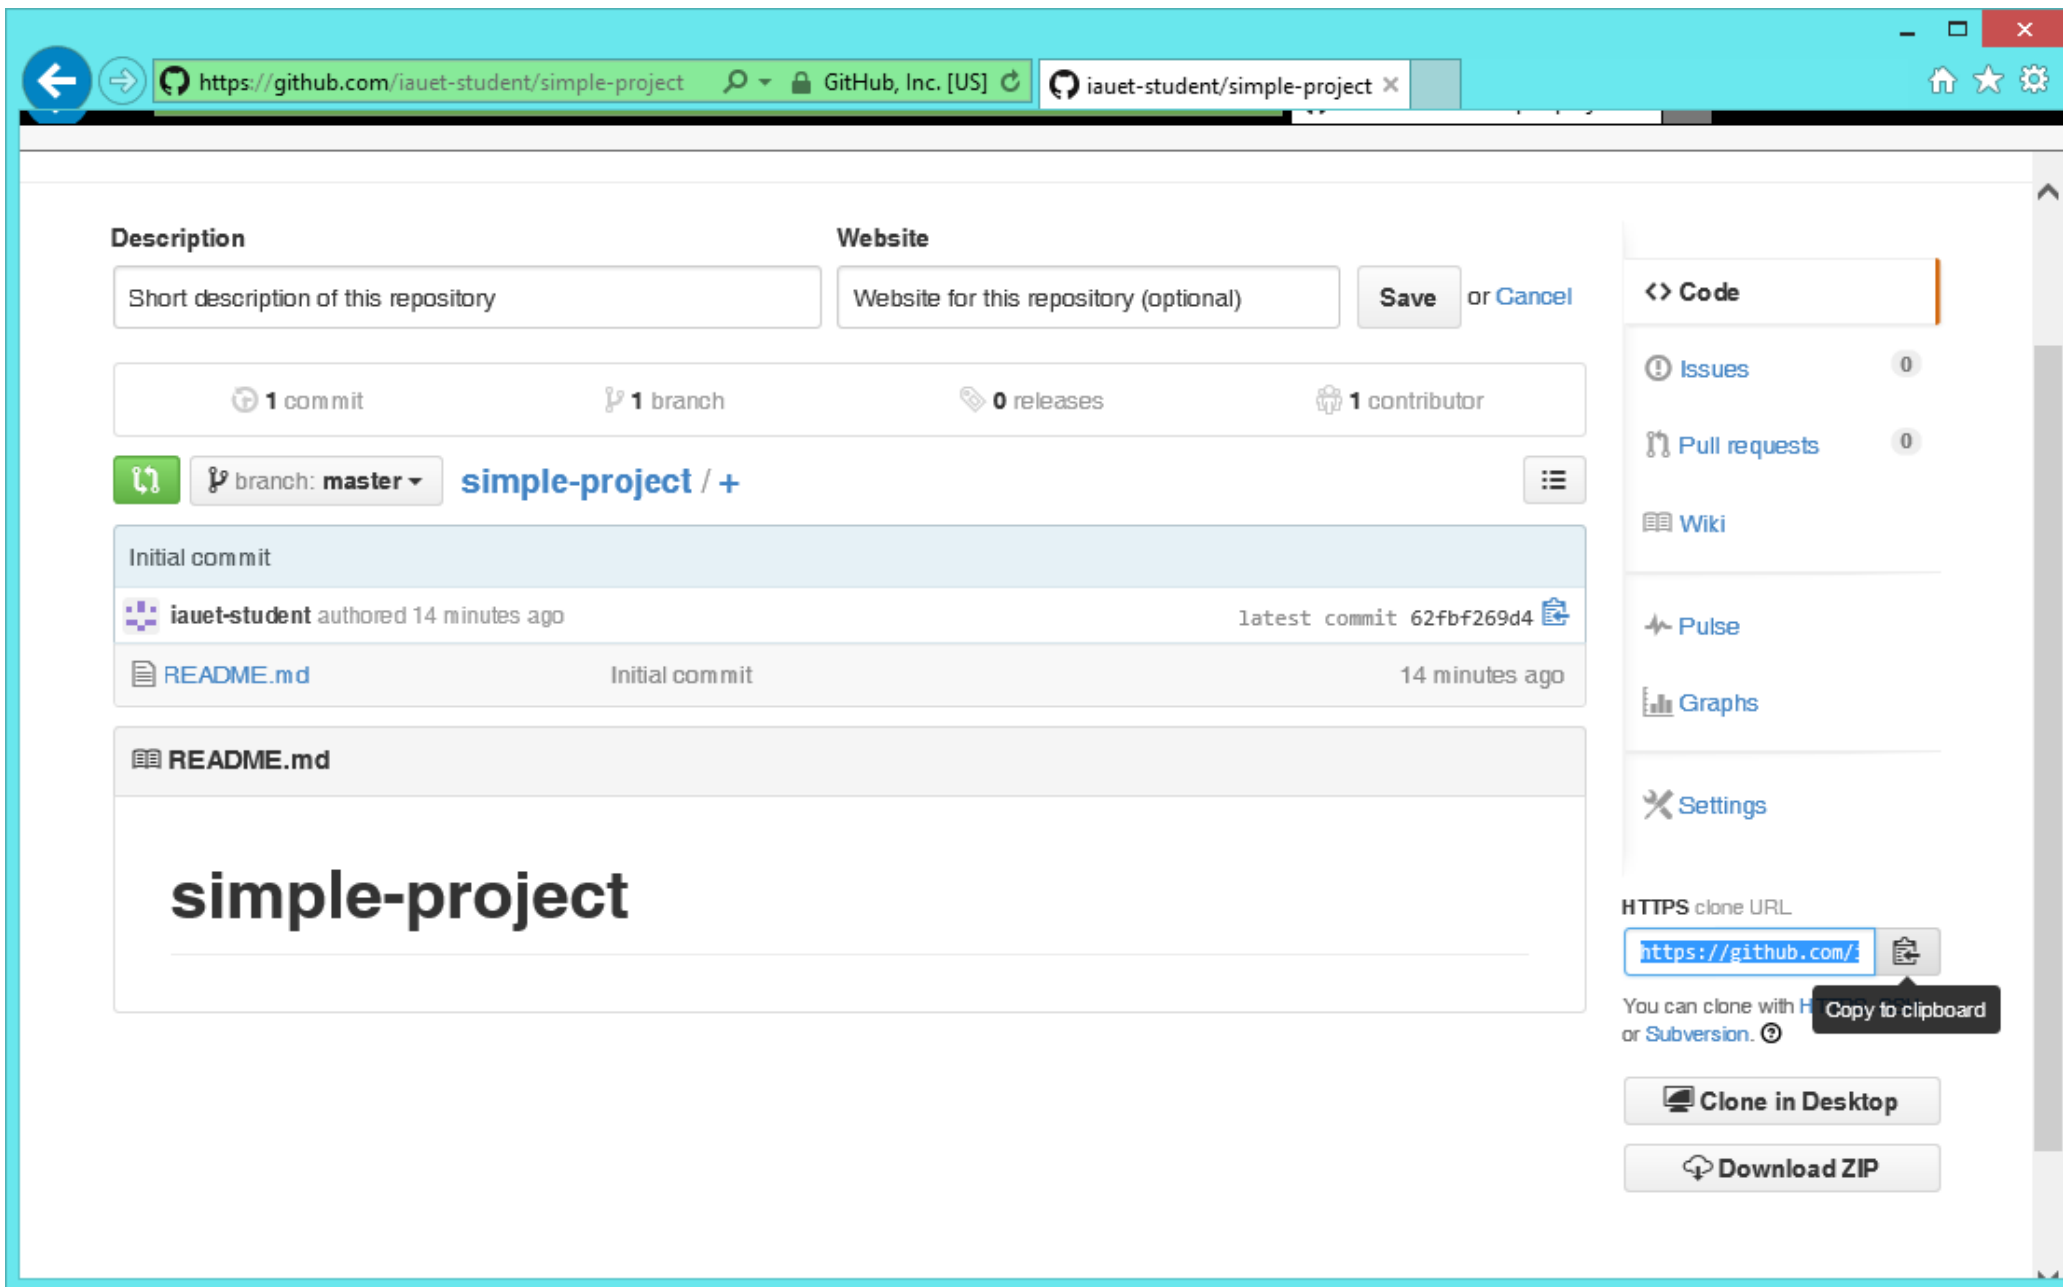 https://github.com/iauet-student/simple-project GitHub, Inc. [US] iauet-student/simple-project
Description Website
Short description of this repository Website for this repository (optional) Save or Cancel
1 commit 1 branch 0 releases 1 contributor
branch: master simple-project / +
Initial commit
iauet-student authored 14 minutes ago latest commit 62fbf269d4
README.md Initial commit 14 minutes ago
README.md
simple-project
<> Code
Issues 0
Pull requests 0
Wiki
Pulse
Graphs
Settings
HTTPS clone URL
https://github.com/i
Copy to clipboard
You can clone with
or Subversion.
Clone in Desktop
Download ZIP